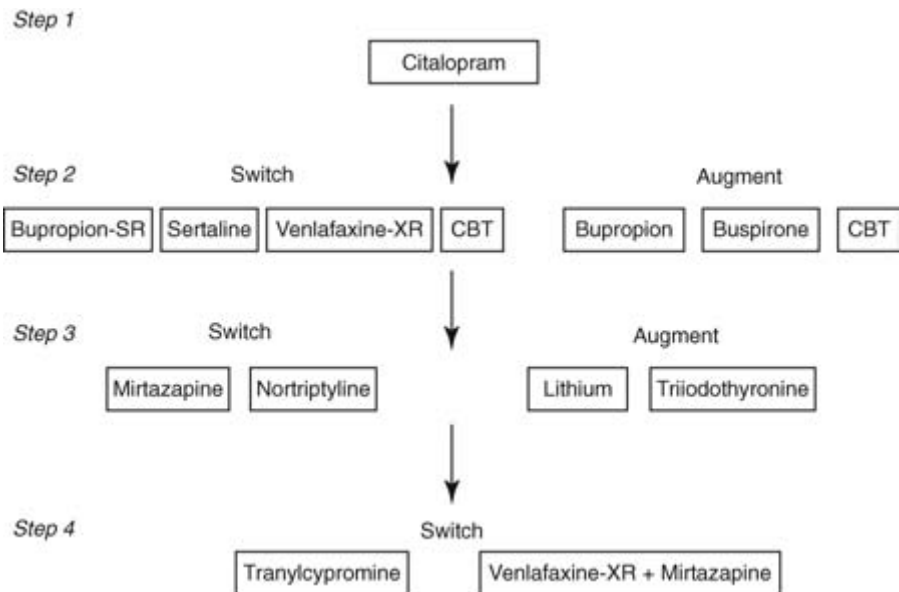 Step 1
Citalopram
Step 2 Switch Augment
Bupropion-SR Sertaline Venlafaxine-XR CBT Bupropion Buspirone CBT
Step 3 Switch Augment
Mirtazapine Nortriptyline Lithium Triiodothyronine
Step 4 Switch
Tranylcypromine Venlafaxine-XR + Mirtazapine